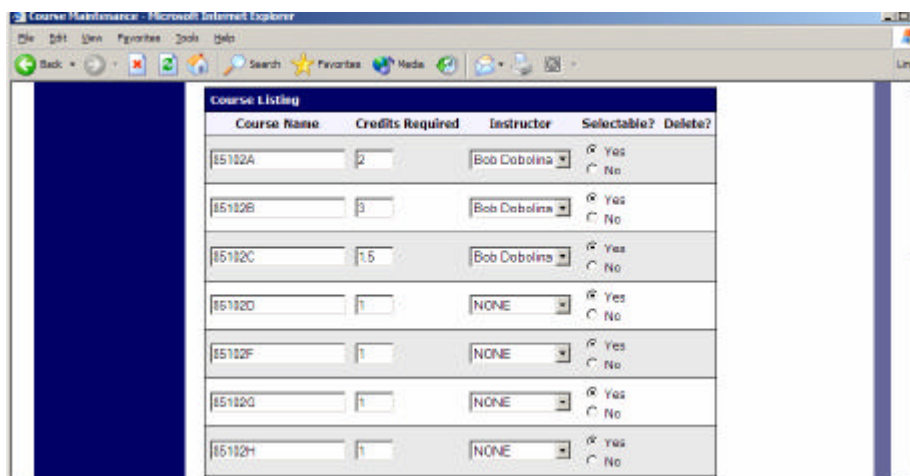 Course Maintenance - Microsoft Internet Explorer
File Edit View Favorites Tools Help
Back Search Favorites Media
Course Listing
Course Name Credits Required Instructor Selectable? Delete?
85102A 2 Bob Dobolina Yes
No
85102B 3 Bob Dobolina Yes
No
85102C 1.5 Bob Dobolina Yes
No
85102D 1 NONE Yes
No
85102F 1 NONE Yes
No
85102G 1 NONE Yes
No
85102H 1 NONE Yes
No